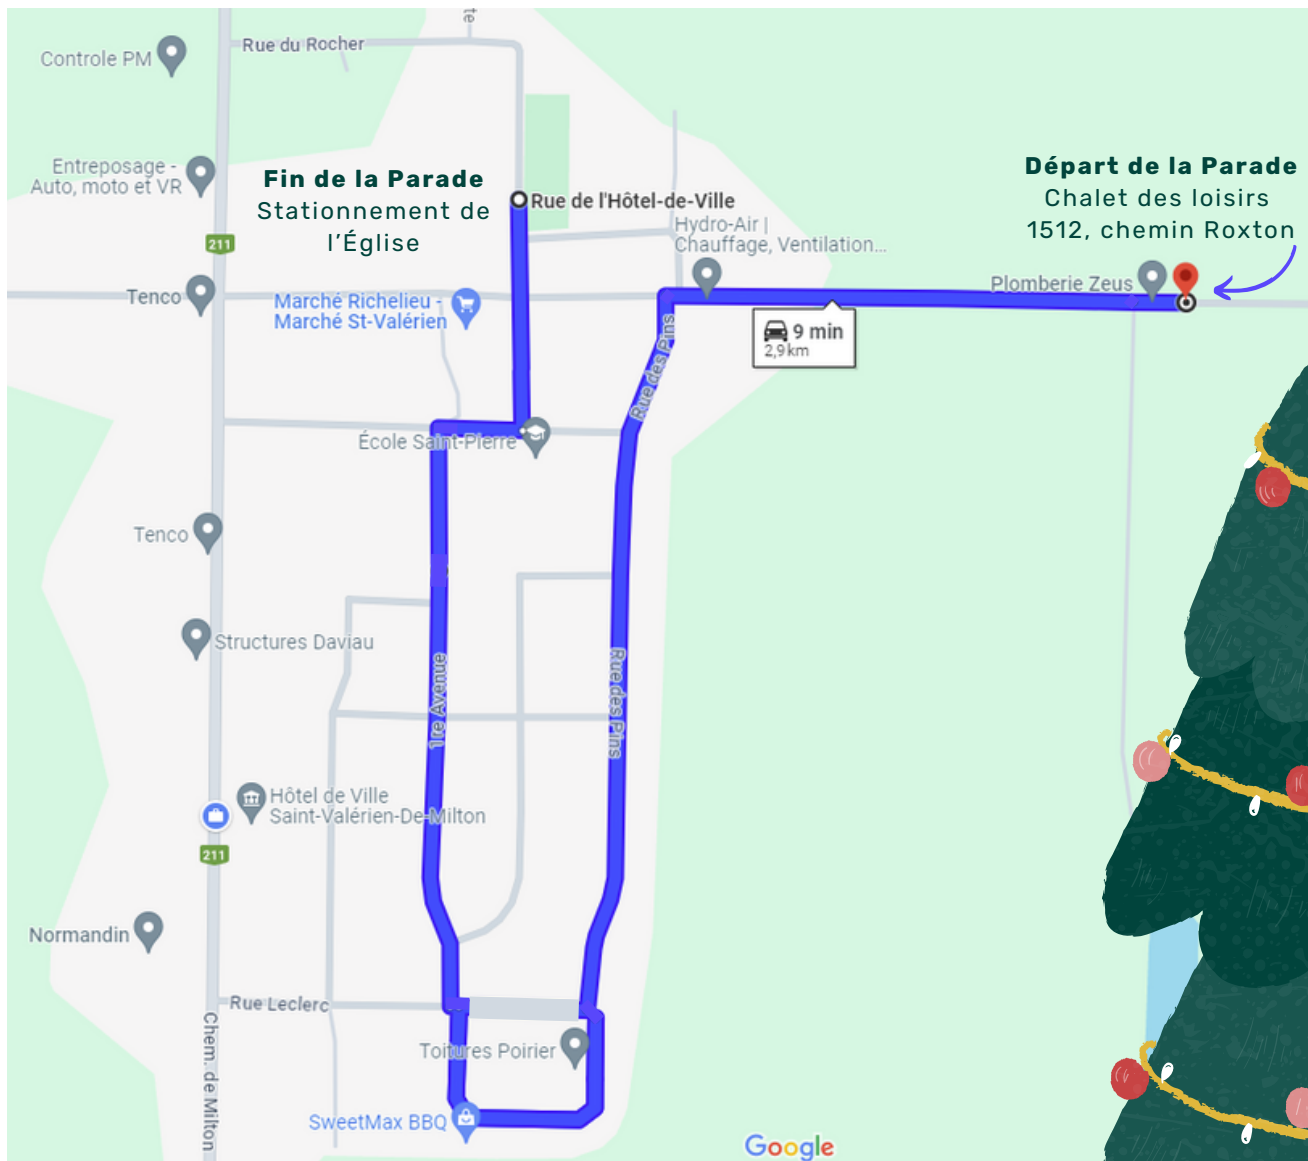 te
Rue du Rocher
Controle PM
Entreposage -
Auto, moto et VR
Fin de la Parade
Stationnement de
l'Église
Rue de l'Hôtel-de-Ville
Départ de la Parade
Chalet des loisirs
1512, chemin Roxton
Hydro-Air |
Chauffage, Ventilation...
211
Plomberie Zeus
Tenco
Marché Richelieu -
Marché St-Valérien
9 min
2,9 km
Rue des Pins
École Saint-Pierre
Tenco
Structures Daviau
1re Avenue
Rue des Pins
Hôtel de Ville
Saint-Valérien-De-Milton
211
Normandin
Rue Leclerc
Chem. de Milton
Toitures Poirier
SweetMax BBQ
Google